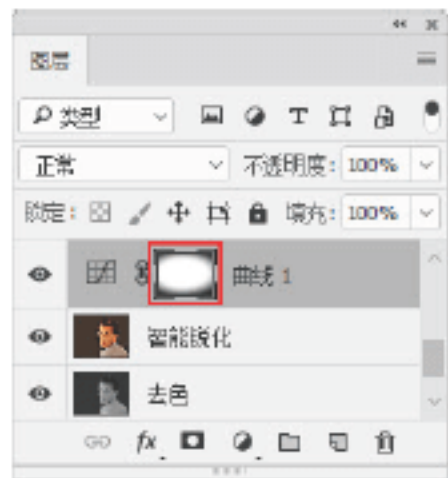 图层
类型
正常 不透明度: 100%
锁定: 填充: 100%
曲线 1
智能锐化
去色
fx